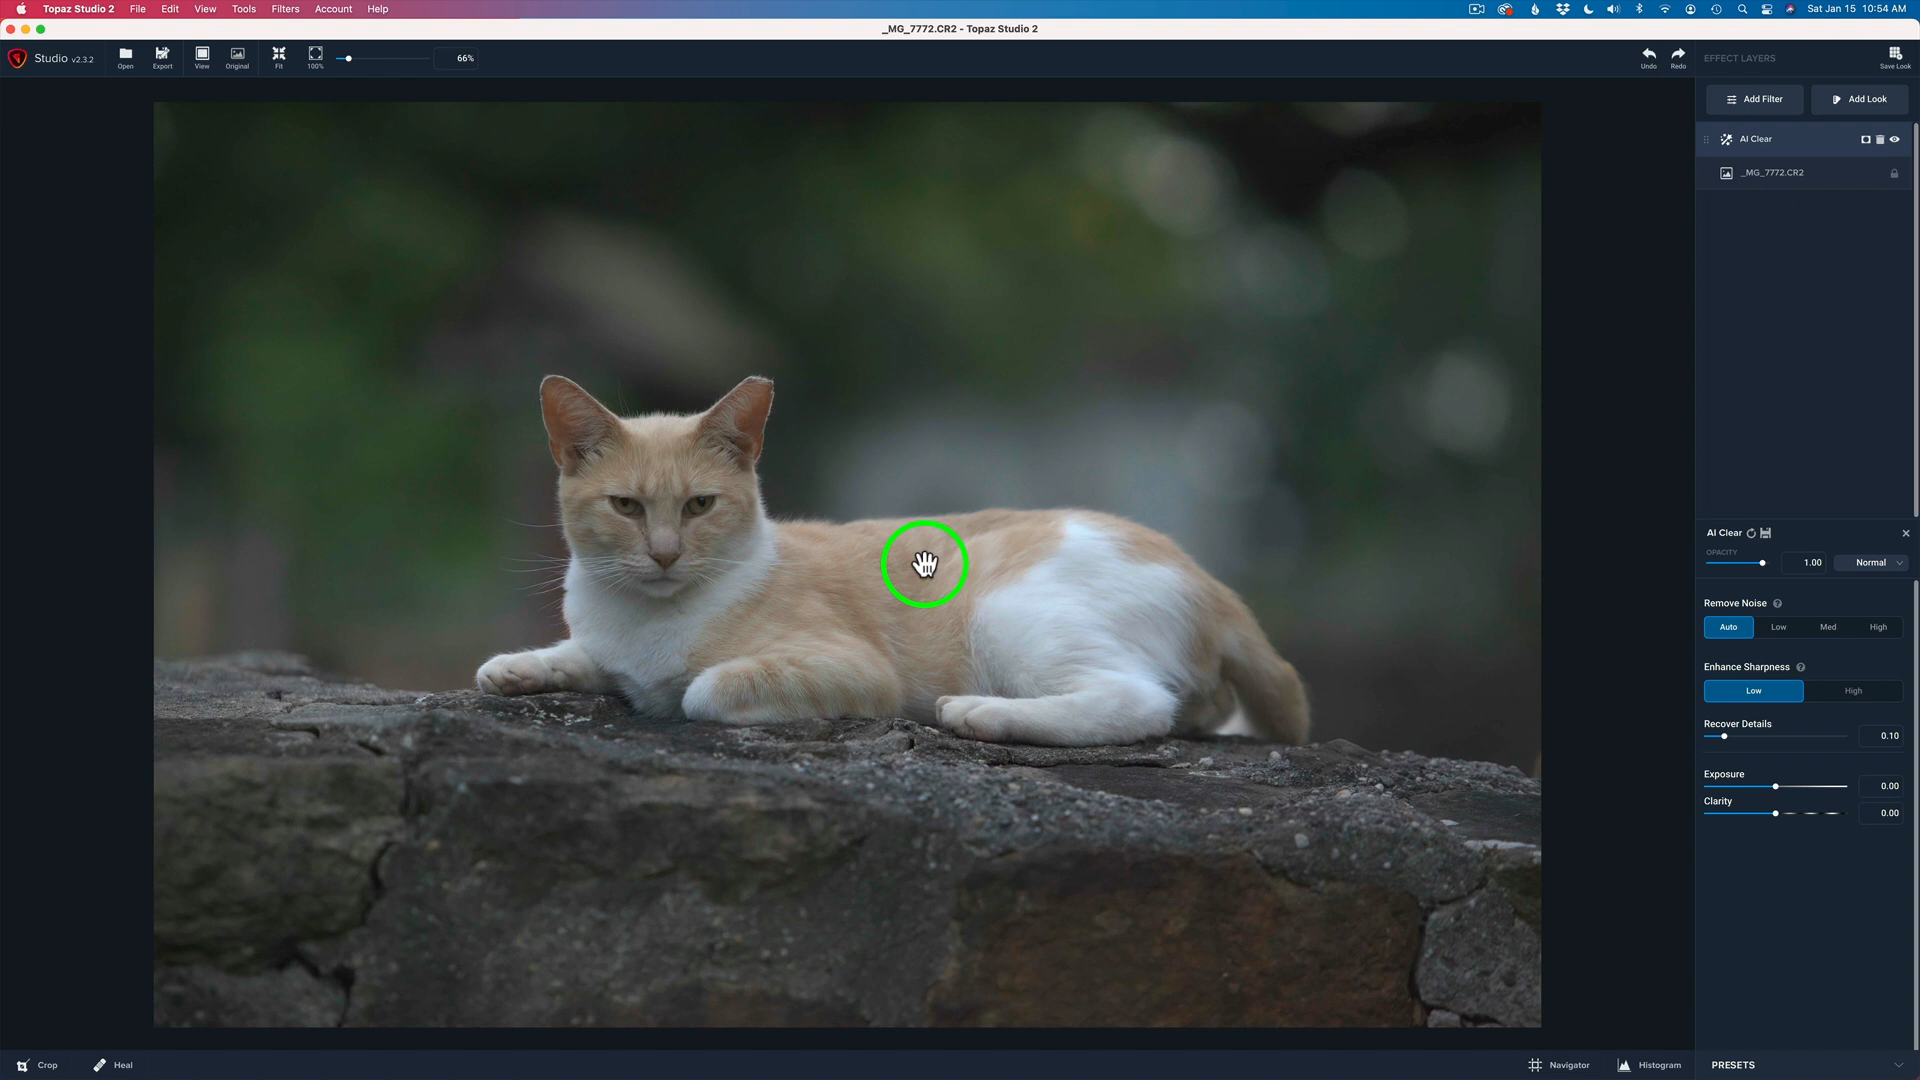 Topaz Studio 2 File Edit View Tools Filters Account Help Sat Jan 15 10:54 AM
_MG_7772.CR2 - Topaz Studio 2
Studio v2.3.2 Open Export View Original Fit 100% 66% Undo Redo EFFECT LAYERS Save Look
Add Filter Add Look
AI Clear
_MG_7772.CR2
AI Clear
OPACITY
1.00 Normal
Remove Noise
Auto Low Med High
Enhance Sharpness
Low High
Recover Details
0.10
Exposure
0.00
Clarity
0.00
Crop Heal Navigator Histogram PRESETS